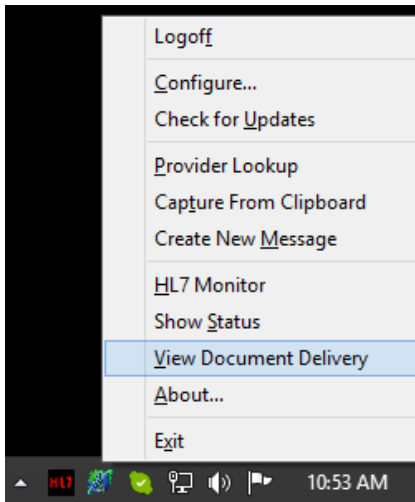 Logoff
Configure...
Check for Updates
Provider Lookup
Capture From Clipboard
Create New Message
HL7 Monitor
Show Status
View Document Delivery
About...
Exit
HL7
10:53 AM